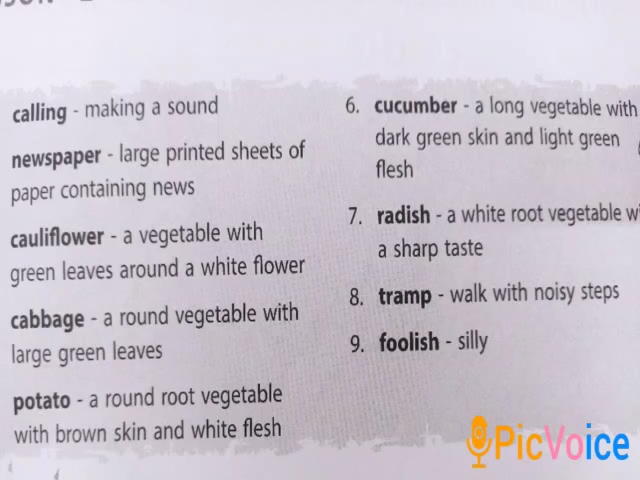 calling - making a sound
newspaper - large printed sheets of
paper containing news
cauliflower - a vegetable with
green leaves around a white flower
cabbage - a round vegetable with
large green leaves
potato - a round root vegetable
with brown skin and white flesh
6. cucumber - a long vegetable with
dark green skin and light green
flesh
7. radish - a white root vegetable wi
a sharp taste
8. tramp - walk with noisy steps
9. foolish - silly
PicVoice